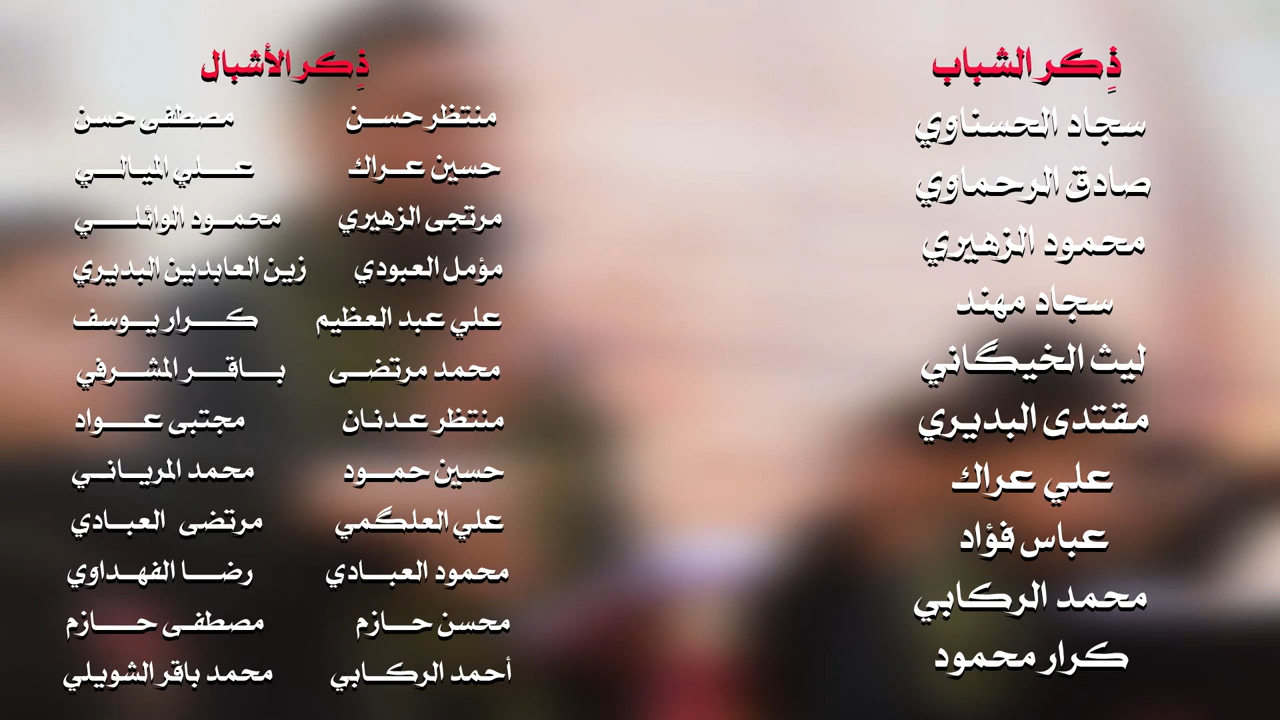 ذِكر الشباب
سجاد الحسناوي
صادق الرحماوي
محمود الزهيري
سجاد مهند
ليث الخيگاني
مقتدى البديري
علي عراك
عباس فؤاد
محمد الركابي
كرار محمود
ذِكر الأشبال
منتظر حسن
حسين عراك
مرتجى الزهيري
مؤمل العبودي
علي عبد العظيم
محمد مرتضى
منتظر عدنان
حسين حمود
علي العلگمي
محمود العبادي
محسن حازم
أحمد الركابي
مصطفى حسن
علي الميالي
محمود الوائلي
زين العابدين البديري
كرار يوسف
باقر المشرفي
مجتبى عواد
محمد المرياني
مرتضى العبادي
رضا الفهداوي
مصطفى حازم
محمد باقر الشويلي